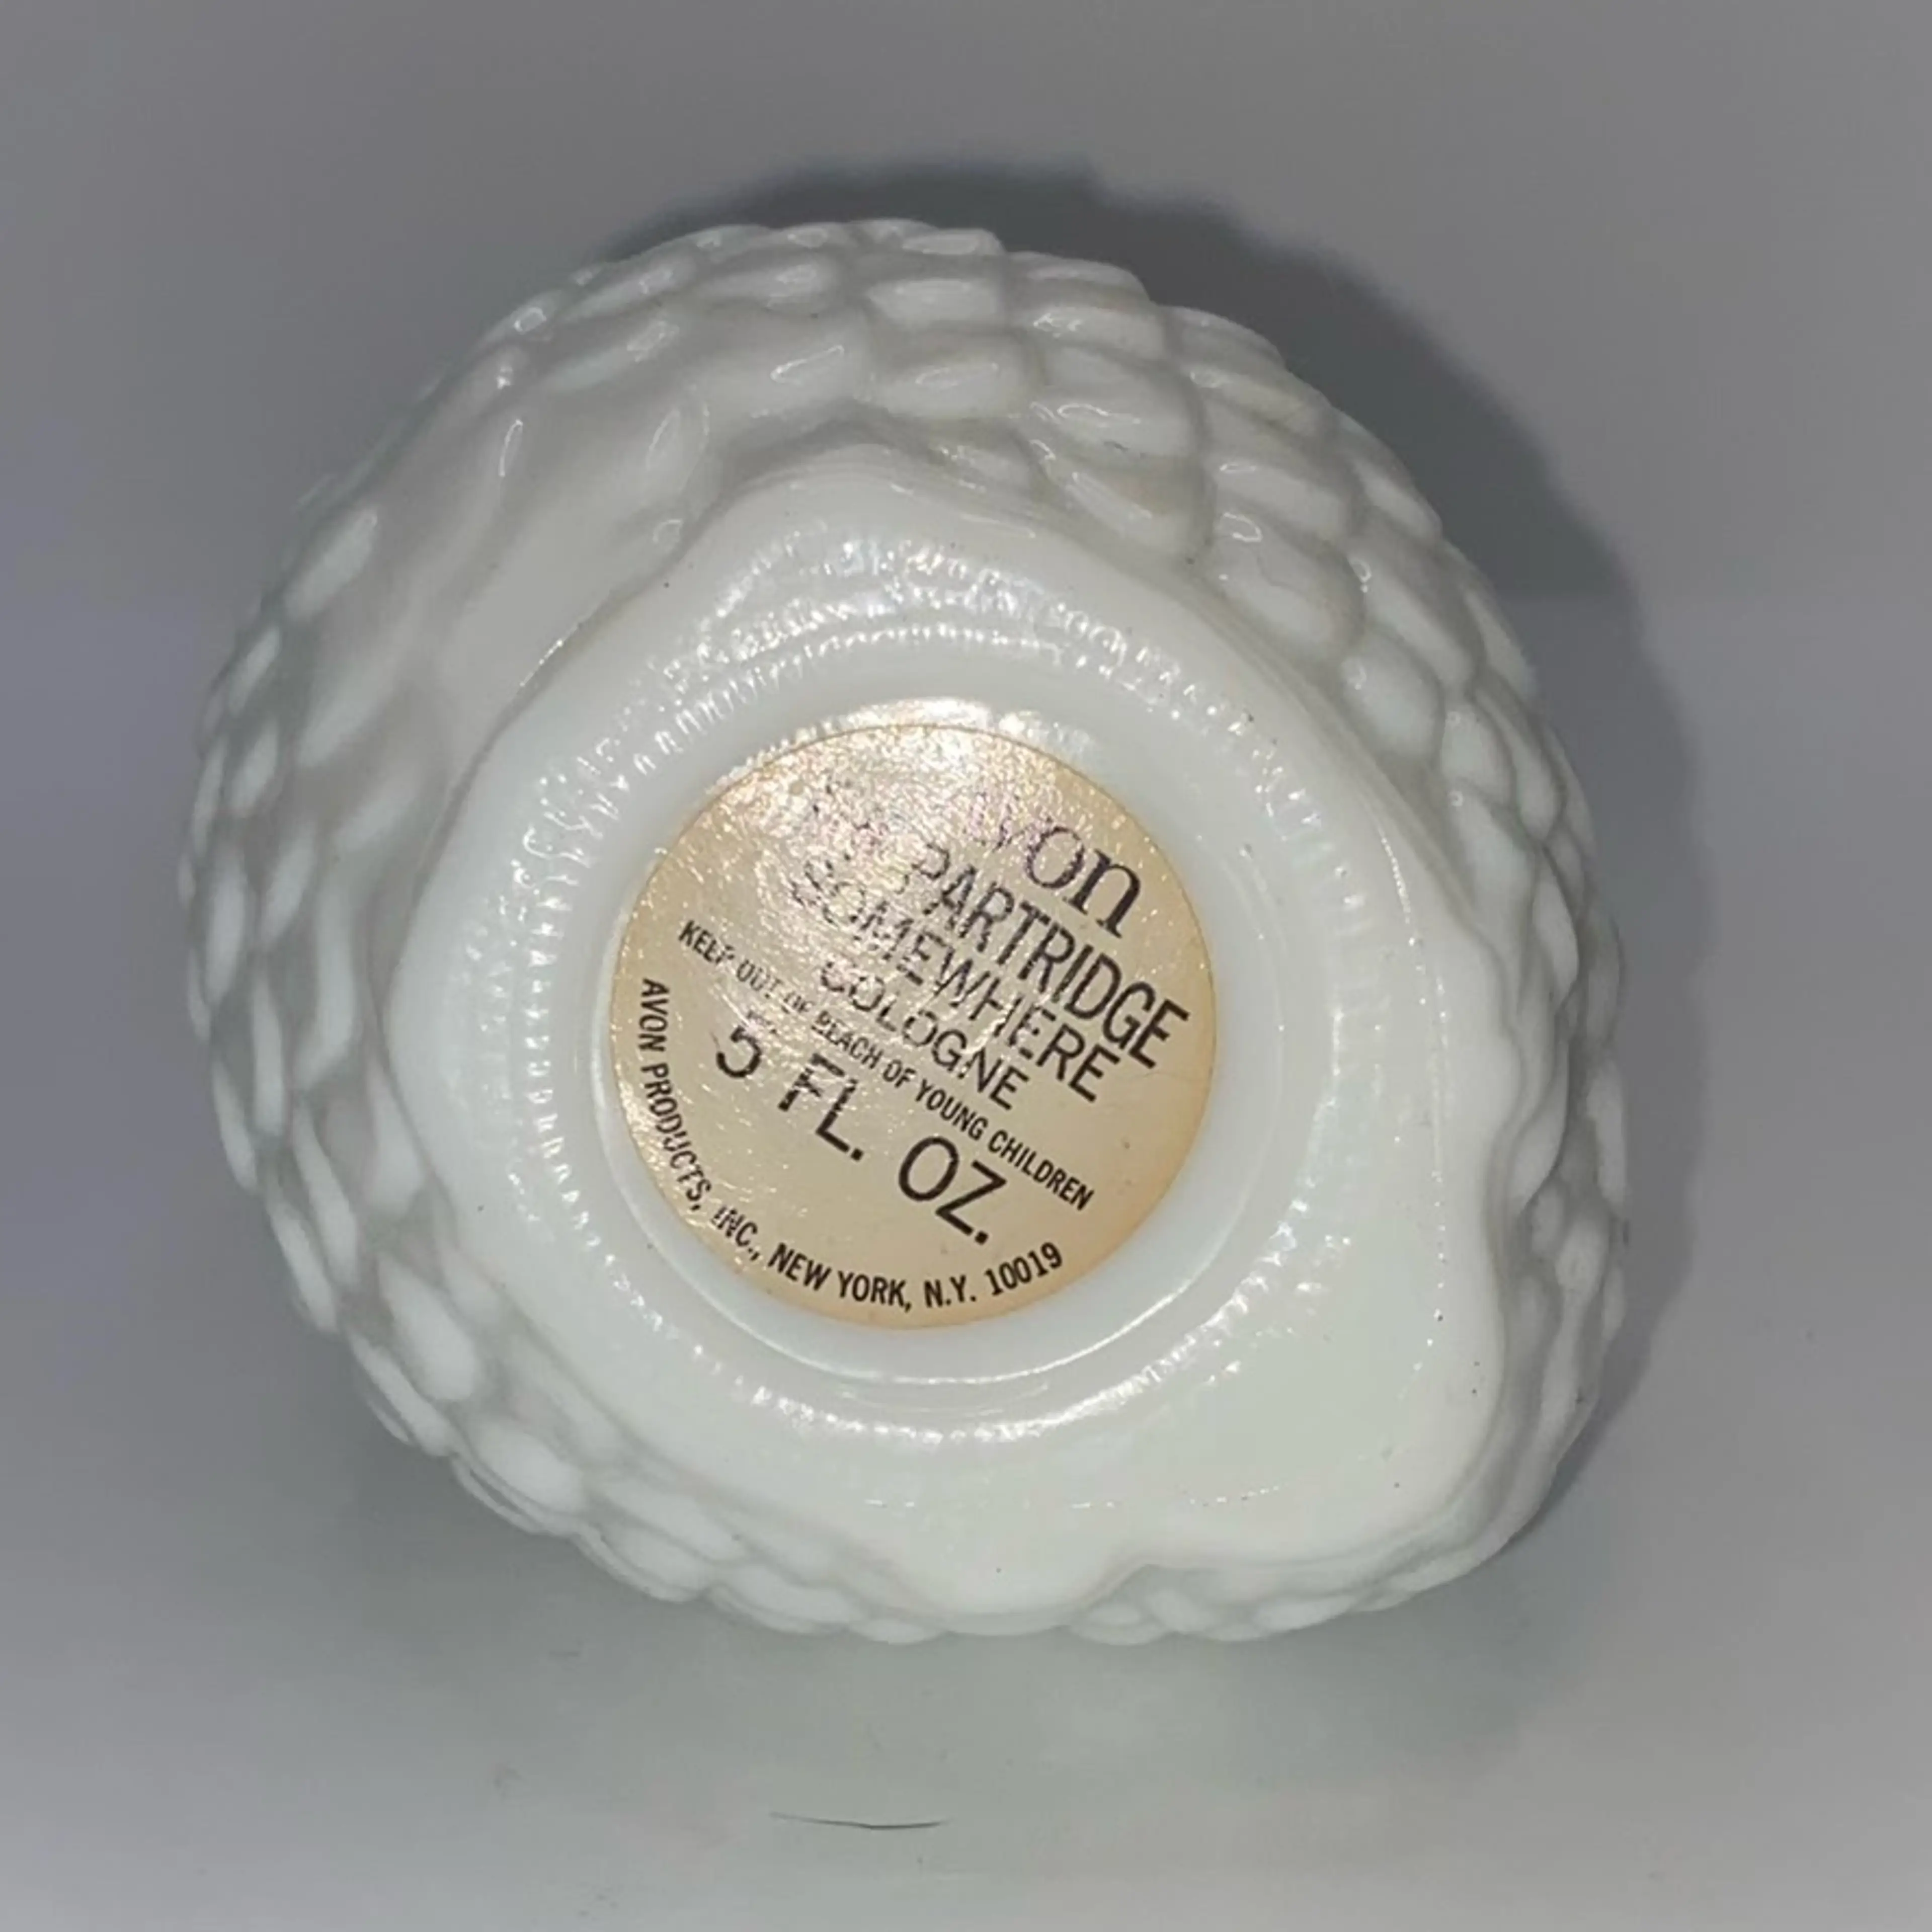 Avon
THE PARTRIDGE
SOMEWHERE
COLOGNE
KEEP OUT OF REACH OF YOUNG CHILDREN
5 FL. OZ.
AVON PRODUCTS, INC., NEW YORK, N.Y. 10019